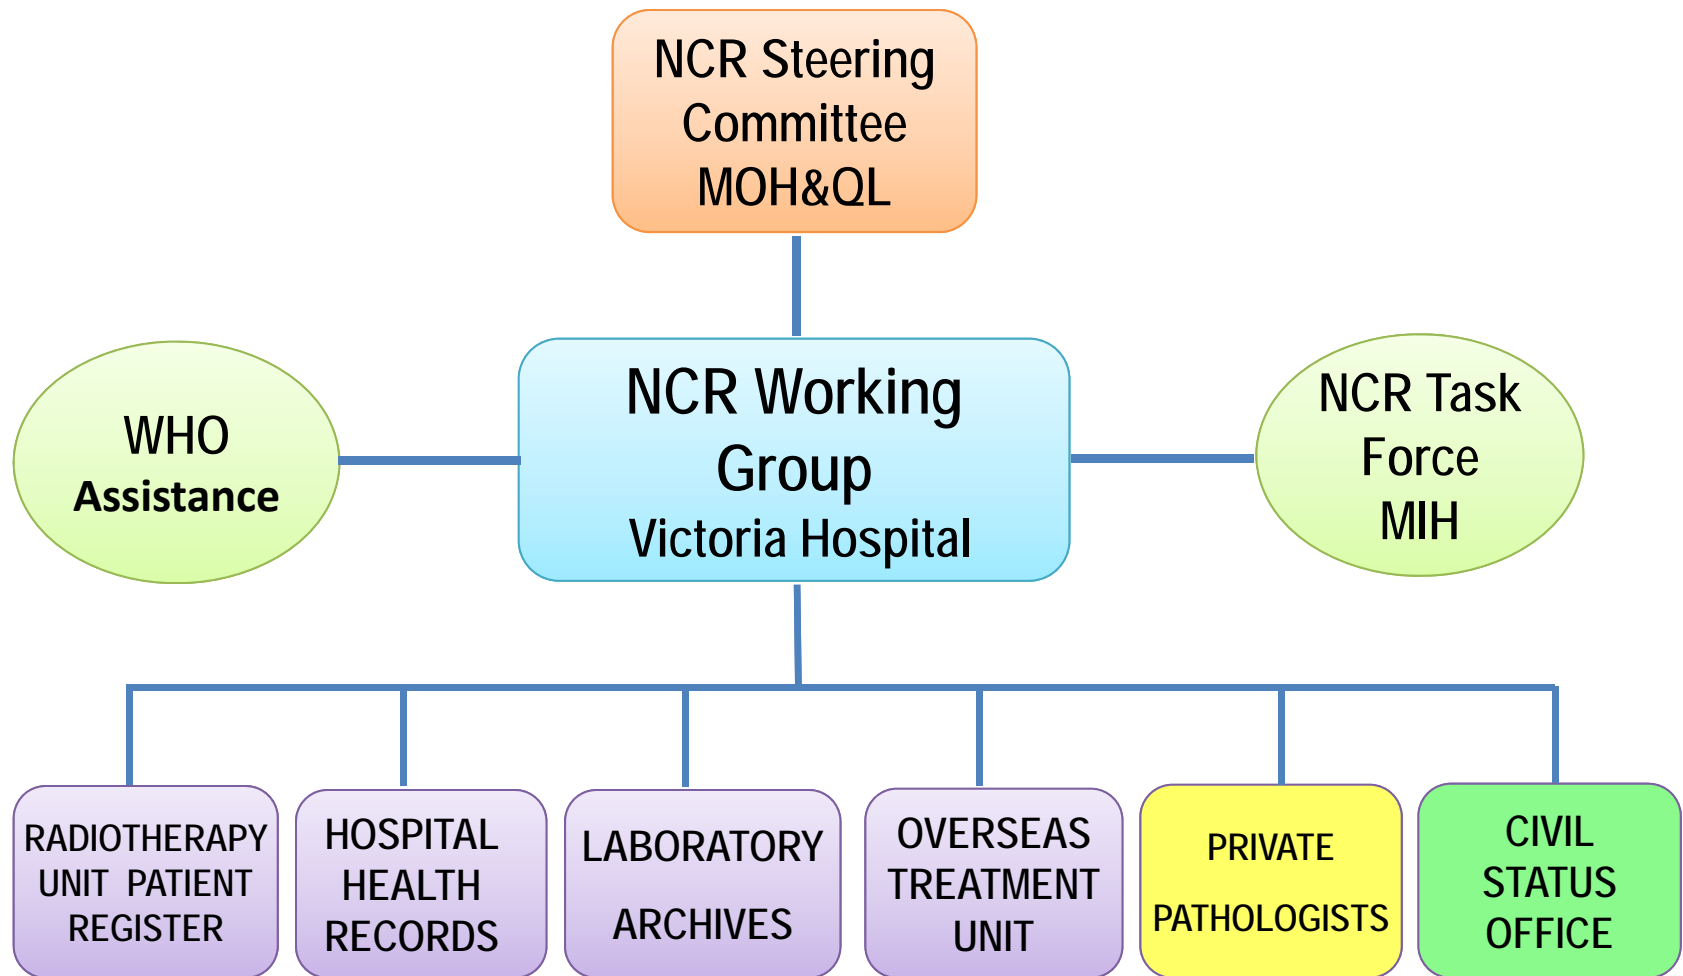 NCR Steering
Committee
MOH&QL
WHO
Assistance
NCR Working
Group
Victoria Hospital
NCR Task
Force
MIH
RADIOTHERAPY
UNIT PATIENT
REGISTER
HOSPITAL
HEALTH
RECORDS
LABORATORY
ARCHIVES
OVERSEAS
TREATMENT
UNIT
PRIVATE
PATHOLOGISTS
CIVIL
STATUS
OFFICE